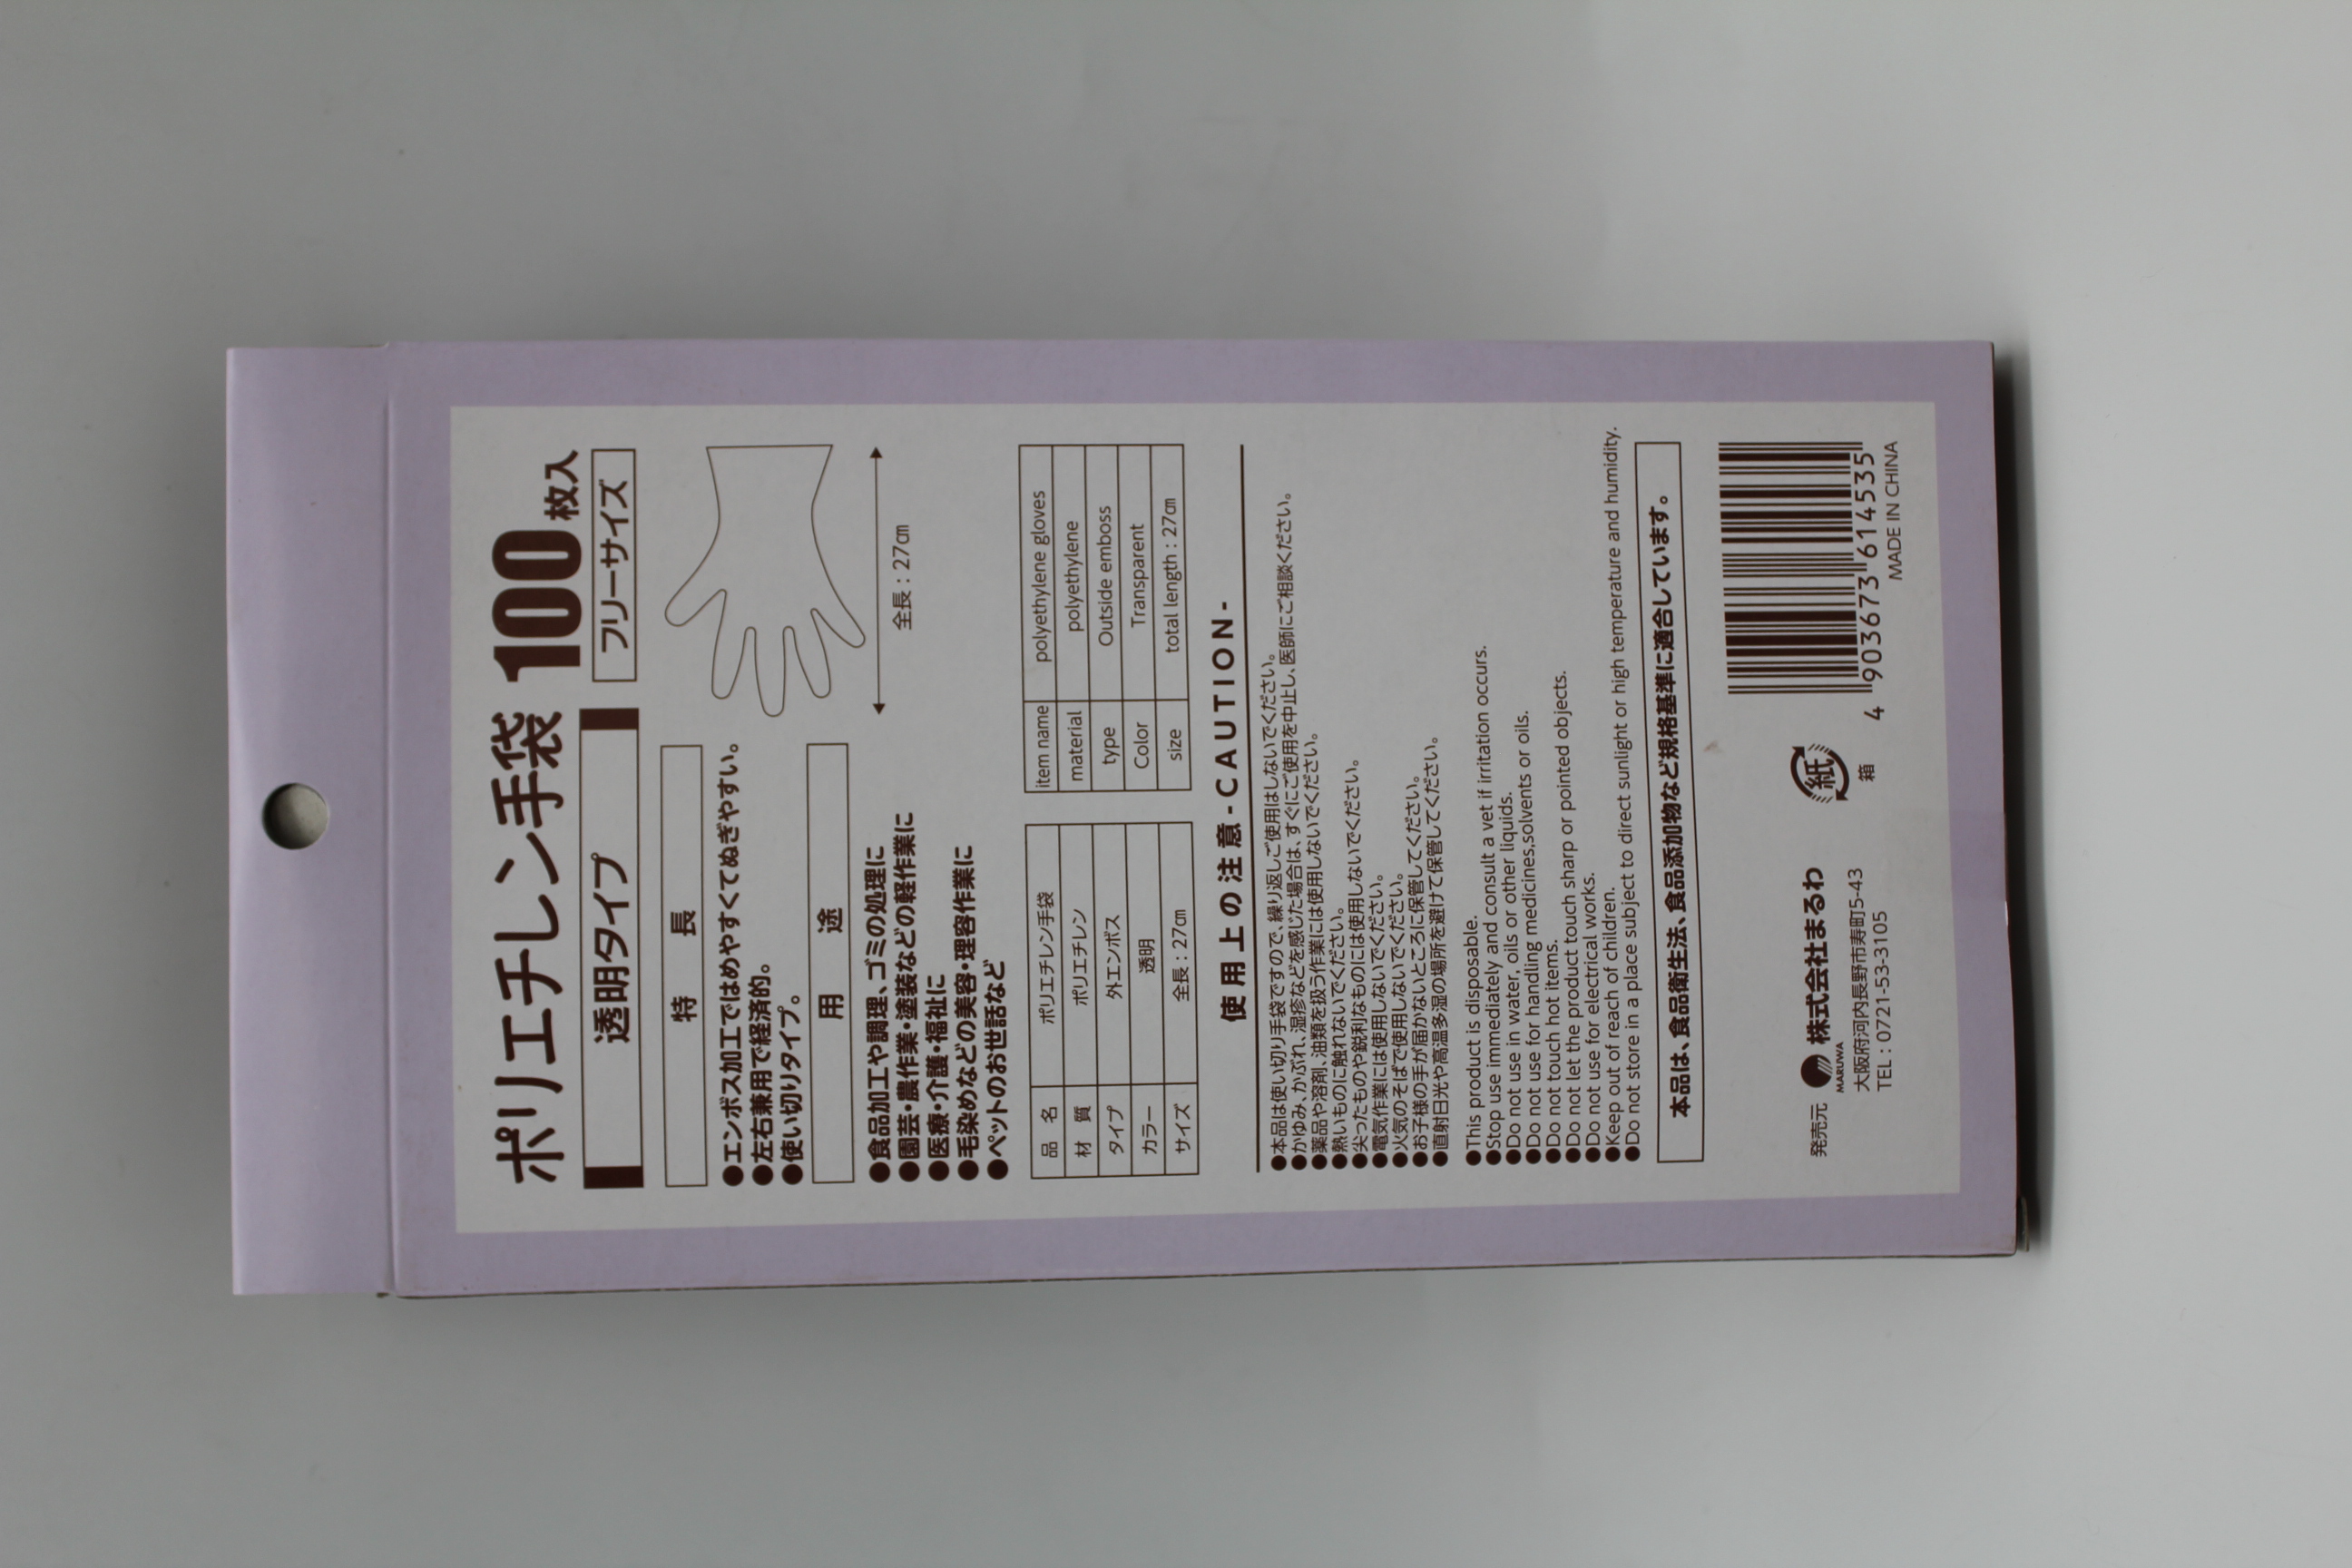 ポリエチレン手袋 100枚入
透明タイプ
フリーサイズ
特長
●エンボス加工ではめやすくてぬぎやすい。
●左右兼用で経済的。
●使い切りタイプ。
用途
●食品加工や調理、ゴミの処理に
●園芸・農作業・塗装などの軽作業に
●医療・介護・福祉に
●毛染めなどの美容・理容作業に
●ペットのお世話など
全長：27㎝
品名 ポリエチレン手袋
材質 ポリエチレン
タイプ 外エンボス
カラー 透明
サイズ 全長：27㎝
item name polyethylene gloves
material polyethylene
type Outside emboss
Color Transparent
size total length : 27㎝
使用上の注意 -CAUTION-
●本品は使い切り手袋ですので、繰り返しご使用はしないでください。
●かゆみ、かぶれ、湿疹などを感じた場合は、すぐにご使用を中止し、医師にご相談ください。
●薬品や溶剤、油類を扱う作業には使用しないでください。
●熱いものに触れないでください。
●尖ったものや鋭利なものには使用しないでください。
●電気作業には使用しないでください。
●火気のそばで使用しないでください。
●お子様の手が届かないところに保管してください。
●直射日光や高温多湿の場所を避けて保管してください。
●This product is disposable.
●Stop use immediately and consult a vet if irritation occurs.
●Do not use in water, oils or other liquids.
●Do not use for handling medicines,solvents or oils.
●Do not touch hot items.
●Do not let the product touch sharp or pointed objects.
●Do not use for electrical works.
●Keep out of reach of children.
●Do not store in a place subject to direct sunlight or high temperature and humidity.
本品は、食品衛生法、食品添加物など規格基準に適合しています。
発売元 MARUWA 株式会社まるわ
大阪府河内長野市寿町5-43
TEL : 0721-53-3105
紙
箱
4 903673 614535
MADE IN CHINA